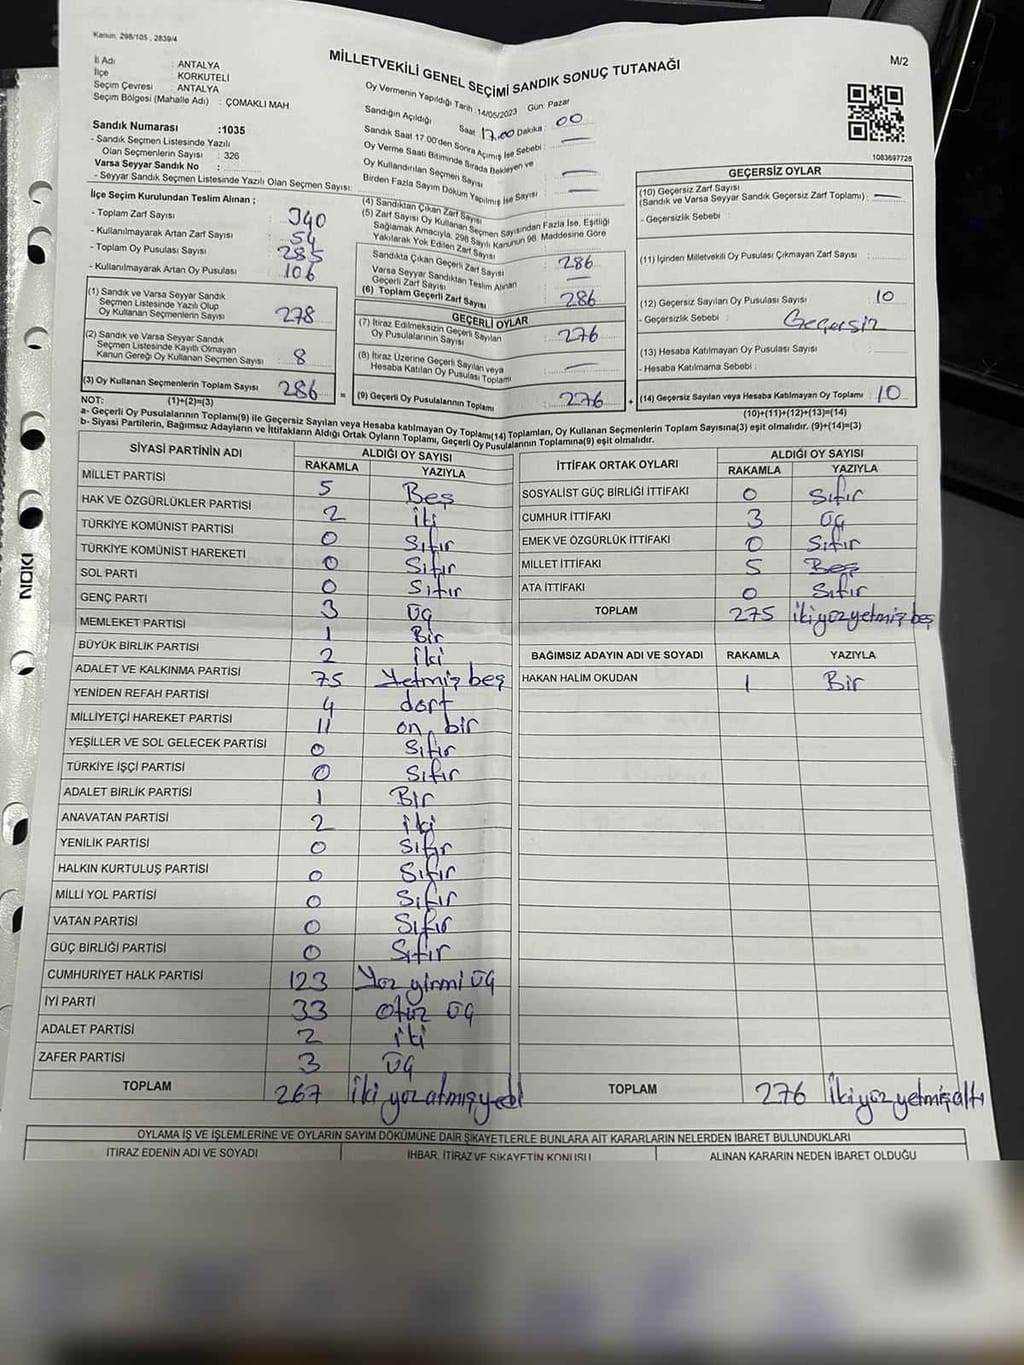 Kanun: 298/105 , 2839/4
MİLLETVEKİLİ GENEL SEÇİMİ SANDIK SONUÇ TUTANAĞI
M/2
İl Adı : ANTALYA
İlçe : KORKUTELİ
Seçim Çevresi : ANTALYA
Seçim Bölgesi (Mahalle Adı) : ÇOMAKLI MAH.
Sandık Numarası :1035
- Sandık Seçmen Listesinde Yazılı
Olan Seçmenlerin Sayısı : 326
Varsa Seyyar Sandık No :
- Seyyar Sandık Seçmen Listesinde Yazılı Olan Seçmen Sayısı:
Oy Vermenin Yapıldığı Tarih :14/05/2023 Gün: Pazar
Sandığın Açıldığı Saat : 17.00 Dakika : 00
Sandık Saat 17.00'den Sonra Açılmış İse Sebebi : —
Oy Verme Saati Bitiminde Sırada Bekleyen ve
Oy Kullandırılan Seçmen Sayısı : —
Birden Fazla Sayım Döküm Yapılmış İse Sayısı : —
1083697728
İlçe Seçim Kurulundan Teslim Alınan ;
- Toplam Zarf Sayısı : 340
- Kullanılmayarak Artan Zarf Sayısı : 54
- Toplam Oy Pusulası Sayısı : 285
- Kullanılmayarak Artan Oy Pusulası : 106
(1) Sandık ve Varsa Seyyar Sandık
Seçmen Listesinde Yazılı Olup
Oy Kullanan Seçmenlerin Sayısı : 278
(2) Sandık ve Varsa Seyyar Sandık
Seçmen Listesinde Kayıtlı Olmayan
Kanun Gereği Oy Kullanan Seçmen Sayısı : 8
(3) Oy Kullanan Seçmenlerin Toplam Sayısı : 286 =
(1)+(2)=(3)
(4) Sandıktan Çıkan Zarf Sayısı
(5) Zarf Sayısı Oy Kullanan Seçmen Sayısından Fazla İse, Eşitliği
Sağlamak Amacıyla, 298 Sayılı Kanunun 98. Maddesine Göre
Yakılarak Yok Edilen Zarf Sayısı
Sandıkta Çıkan Geçerli Zarf Sayısı : 286
Varsa Seyyar Sandıktan Teslim Alınan
Geçerli Zarf Sayısı : —
(6) Toplam Geçerli Zarf Sayısı : 286
GEÇERLİ OYLAR
(7) İtiraz Edilmeksizin Geçerli Sayılan
Oy Pusulalarının Sayısı : 276
(8) İtiraz Üzerine Geçerli Sayılan veya
Hesaba Katılan Oy Pusulası Toplamı : —
(9) Geçerli Oy Pusulalarının Toplamı : 276 +
GEÇERSİZ OYLAR
(10) Geçersiz Zarf Sayısı
(Sandık ve Varsa Seyyar Sandık Geçersiz Zarf Toplamı) : —
- Geçersizlik Sebebi :
(11) İçinden Milletvekili Oy Pusulası Çıkmayan Zarf Sayısı :
(12) Geçersiz Sayılan Oy Pusulası Sayısı : 10
- Geçersizlik Sebebi : Geçersiz
(13) Hesaba Katılmayan Oy Pusulası Sayısı :
- Hesaba Katılmama Sebebi :
(14) Geçersiz Sayılan veya Hesaba Katılmayan Oy Toplamı : 10
(10)+(11)+(12)+(13)=(14)
NOT:
a- Geçerli Oy Pusulalarının Toplamı(9) ile Geçersiz Sayılan veya Hesaba katılmayan Oy Toplamı(14) Toplamları, Oy Kullanan Seçmenlerin Toplam Sayısına(3) eşit olmalıdır. (9)+(14)=(3)
b- Siyasi Partilerin, Bağımsız Adayların ve İttifakların Aldığı Ortak Oyların Toplamı, Geçerli Oy Pusulalarının Toplamına(9) eşit olmalıdır.
SİYASİ PARTİNİN ADI ALDIĞI OY SAYISI
RAKAMLA YAZIYLA
MİLLET PARTİSİ 5 Beş
HAK VE ÖZGÜRLÜKLER PARTİSİ 2 İki
TÜRKİYE KOMÜNİST PARTİSİ 0 Sıfır
TÜRKİYE KOMÜNİST HAREKETİ 0 Sıfır
SOL PARTİ 0 Sıfır
GENÇ PARTİ 3 Üç
MEMLEKET PARTİSİ 1 Bir
BÜYÜK BİRLİK PARTİSİ 2 iki
ADALET VE KALKINMA PARTİSİ 75 Yetmiş beş
YENİDEN REFAH PARTİSİ 4 dört
MİLLİYETÇİ HAREKET PARTİSİ 11 on bir
YEŞİLLER VE SOL GELECEK PARTİSİ 0 Sıfır
TÜRKİYE İŞÇİ PARTİSİ 0 Sıfır
ADALET BİRLİK PARTİSİ 1 Bir
ANAVATAN PARTİSİ 2 iki
YENİLİK PARTİSİ 0 Sıfır
HALKIN KURTULUŞ PARTİSİ 0 Sıfır
MİLLİ YOL PARTİSİ 0 Sıfır
VATAN PARTİSİ 0 Sıfır
GÜÇ BİRLİĞİ PARTİSİ 0 Sıfır
CUMHURİYET HALK PARTİSİ 123 Yüz yirmi üç
İYİ PARTİ 33 otuz üç
ADALET PARTİSİ 2 iki
ZAFER PARTİSİ 3 üç
TOPLAM 267 İki yüz atmış yedi
İTTİFAK ORTAK OYLARI ALDIĞI OY SAYISI
RAKAMLA YAZIYLA
SOSYALİST GÜÇ BİRLİĞİ İTTİFAKI 0 Sıfır
CUMHUR İTTİFAKI 3 Üç
EMEK VE ÖZGÜRLÜK İTTİFAKI 0 Sıfır
MİLLET İTTİFAKI 5 Beş
ATA İTTİFAKI 0 Sıfır
TOPLAM 275 iki yüz yetmiş beş
BAĞIMSIZ ADAYIN ADI VE SOYADI RAKAMLA YAZIYLA
HAKAN HALİM OKUDAN 1 Bir
TOPLAM 276 İki yüz yetmiş altı
OYLAMA İŞ VE İŞLEMLERİNE VE OYLARIN SAYIM DÖKÜMÜNE DAİR ŞİKAYETLERLE BUNLARA AİT KARARLARIN NELERDEN İBARET BULUNDUKLARI
İTİRAZ EDENİN ADI VE SOYADI İHBAR, İTİRAZ VE ŞİKAYETİN KONUSU ALINAN KARARIN NEDEN İBARET OLDUĞU
NOKI